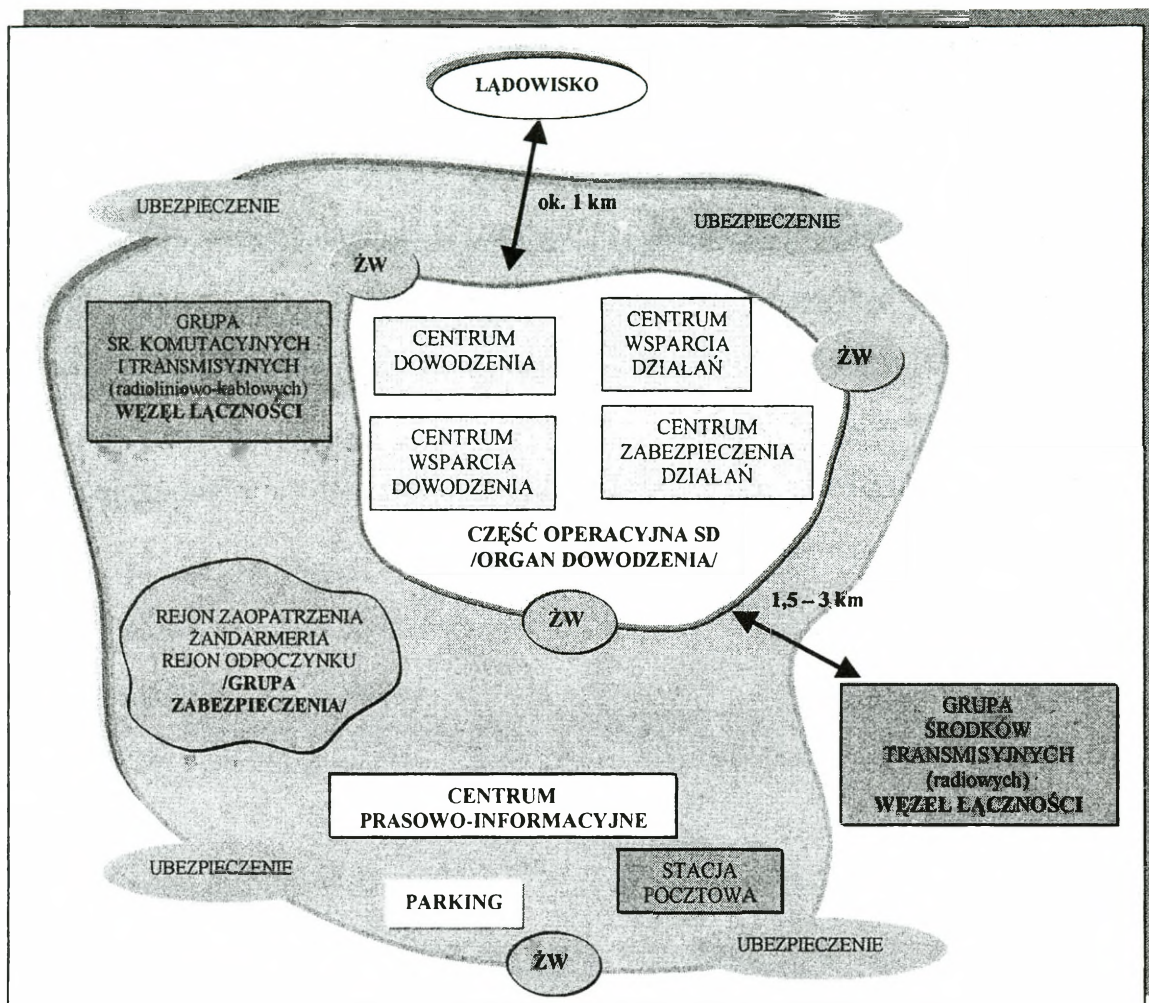 LĄDOWISKO
ok. 1 km
UBEZPIECZENIE
UBEZPIECZENIE
ŻW
GRUPA
ŚR. KOMUTACYJNYCH
I TRANSMISYJNYCH
(radioliniowo-kablowych)
WĘZEŁ ŁĄCZNOŚCI
CENTRUM
DOWODZENIA
CENTRUM
WSPARCIA
DZIAŁAŃ
ŻW
CENTRUM
WSPARCIA
DOWODZENIA
CENTRUM
ZABEZPIECZENIA
DZIAŁAŃ
CZĘŚĆ OPERACYJNA SD
/ORGAN DOWODZENIA/
ŻW
1,5 – 3 km
REJON ZAOPATRZENIA
ŻANDARMERIA
REJON ODPOCZYNKU
/GRUPA
ZABEZPIECZENIA/
GRUPA
ŚRODKÓW
TRANSMISYJNYCH
(radiowych)
WĘZEŁ ŁĄCZNOŚCI
CENTRUM
PRASOWO-INFORMACYJNE
UBEZPIECZENIE
STACJA
POCZTOWA
PARKING
UBEZPIECZENIE
ŻW